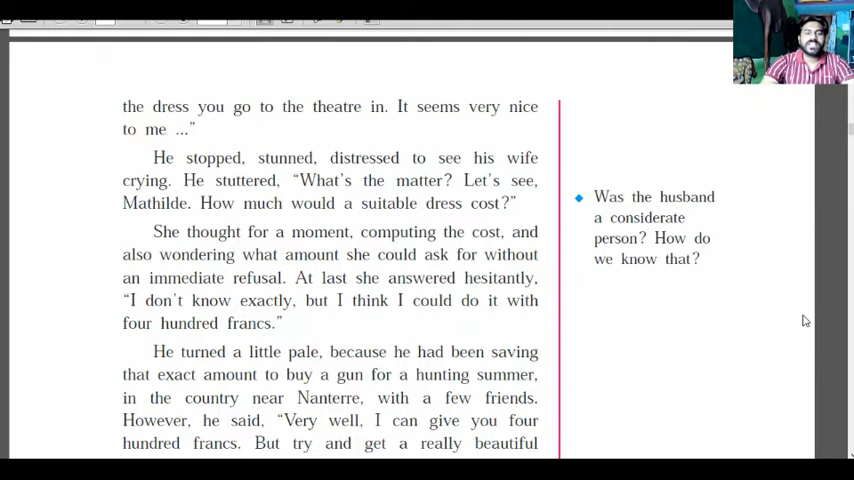 the dress you go to the theatre in. It seems very nice
to me ..."
He stopped, stunned, distressed to see his wife
crying. He stuttered, “What's the matter? Let's see,
Mathilde. How much would a suitable dress cost?”
She thought for a moment, computing the cost, and
also wondering what amount she could ask for without
an immediate refusal. At last she answered hesitantly,
“I don't know exactly, but I think I could do it with
four hundred francs.”
He turned a little pale, because he had been saving
that exact amount to buy a gun for a hunting summer,
in the country near Nanterre, with a few friends.
However, he said, “Very well, I can give you four
hundred francs. But try and get a really beautiful
Was the husband
a considerate
person? How do
we know that?